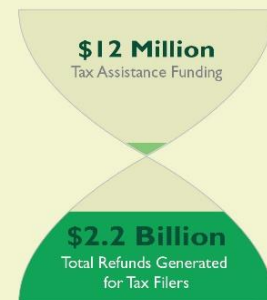 $12 Million
Tax Assistance Funding
$2.2 Billion
Total Refunds Generated
for Tax Filers